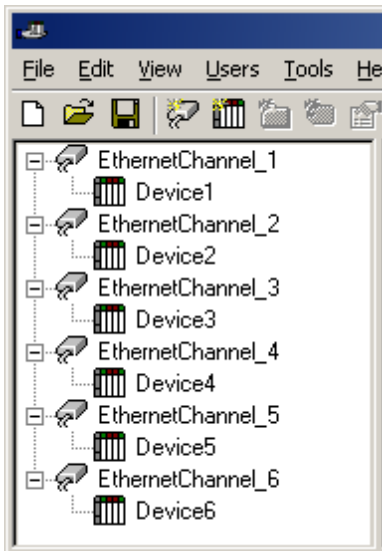 File Edit View Users Tools He
EthernetChannel_1
Device1
EthernetChannel_2
Device2
EthernetChannel_3
Device3
EthernetChannel_4
Device4
EthernetChannel_5
Device5
EthernetChannel_6
Device6